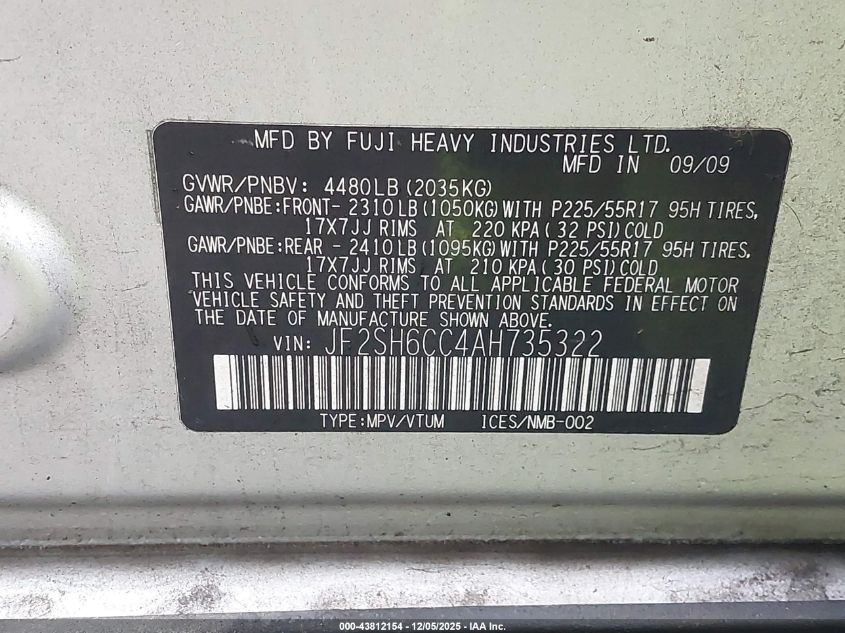 MFD BY FUJI HEAVY INDUSTRIES LTD.
MFD IN 09/09
GVWR/PNBV: 4480LB(2035KG)
GAWR/PNBE:FRONT- 2310LB(1050KG)WITH P225/55R17 95H TIRES,
17X7JJ RIMS AT 220 KPA(32 PSI)COLD
GAWR/PNBE:REAR - 2410LB(1095KG)WITH P225/55R17 95H TIRES,
17X7JJ RIMS AT 210 KPA(30 PSI)COLD
THIS VEHICLE CONFORMS TO ALL APPLICABLE FEDERAL MOTOR
VEHICLE SAFETY AND THEFT PREVENTION STANDARDS IN EFFECT ON
THE DATE OF MANUFACTURE SHOWN ABOVE.
VIN: JF2SH6CC4AH735322
TYPE:MPV/VTUM ICES/NMB-002
000-43812154 - 12/05/2025 - IAA Inc.